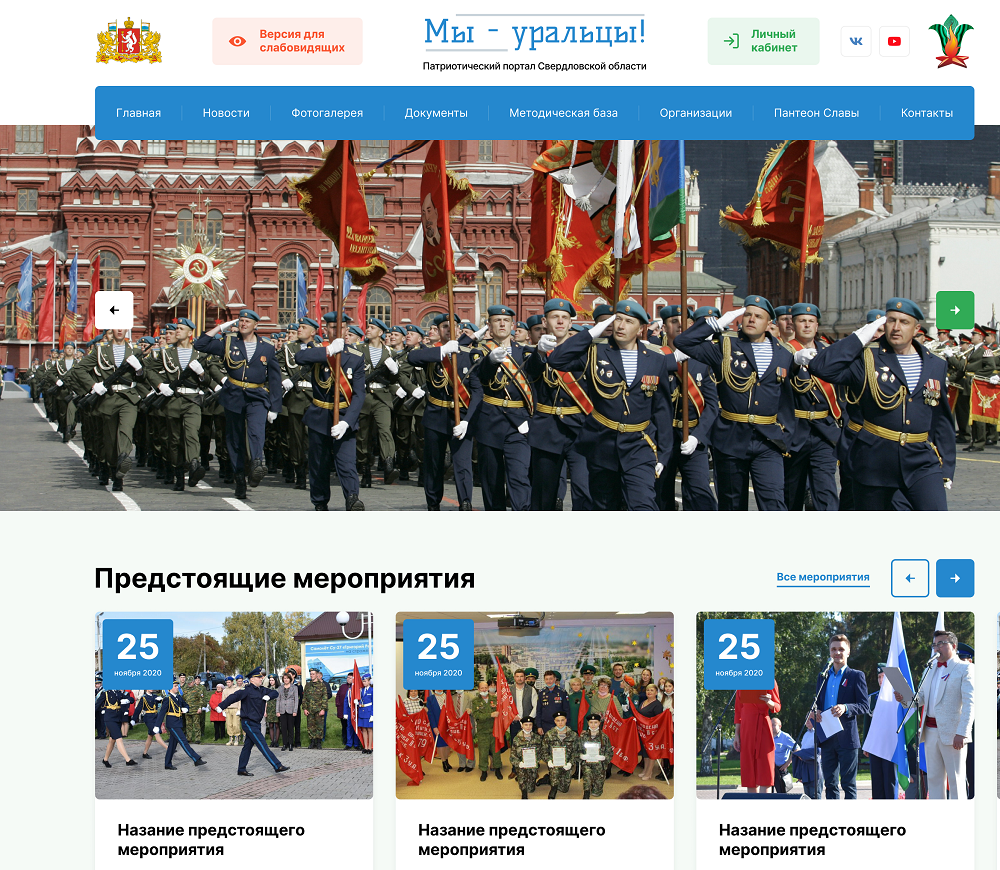 Версия для
слабовидящих
Мы - уральцы!
Патриотический портал Свердловской области
Личный
кабинет
Главная
Новости
Фотогалерея
Документы
Методическая база
Организации
Пантеон Славы
Контакты
Предстоящие мероприятия
Все мероприятия
25
ноября 2020
25
ноября 2020
25
ноября 2020
Назание предстоящего
мероприятия
Назание предстоящего
мероприятия
Назание предстоящего
мероприятия